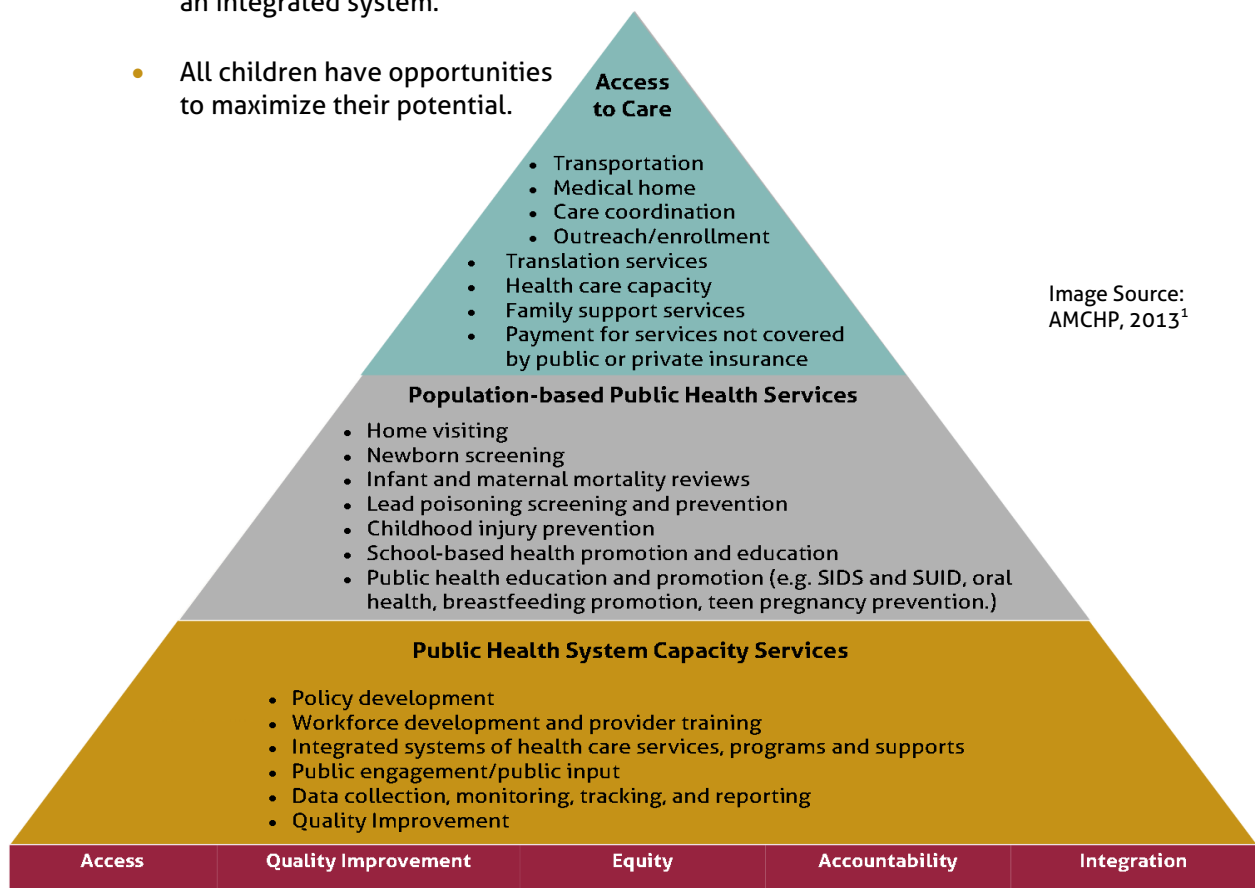 an integrated system.
• All children have opportunities
to maximize their potential.
Access
to Care
• Transportation
• Medical home
• Care coordination
• Outreach/enrollment
• Translation services
• Health care capacity
• Family support services
• Payment for services not covered
by public or private insurance
Image Source:
AMCHP, 2013¹
Population-based Public Health Services
• Home visiting
• Newborn screening
• Infant and maternal mortality reviews
• Lead poisoning screening and prevention
• Childhood injury prevention
• School-based health promotion and education
• Public health education and promotion (e.g. SIDS and SUID, oral
health, breastfeeding promotion, teen pregnancy prevention.)
Public Health System Capacity Services
• Policy development
• Workforce development and provider training
• Integrated systems of health care services, programs and supports
• Public engagement/public input
• Data collection, monitoring, tracking, and reporting
• Quality Improvement
Access Quality Improvement Equity Accountability Integration